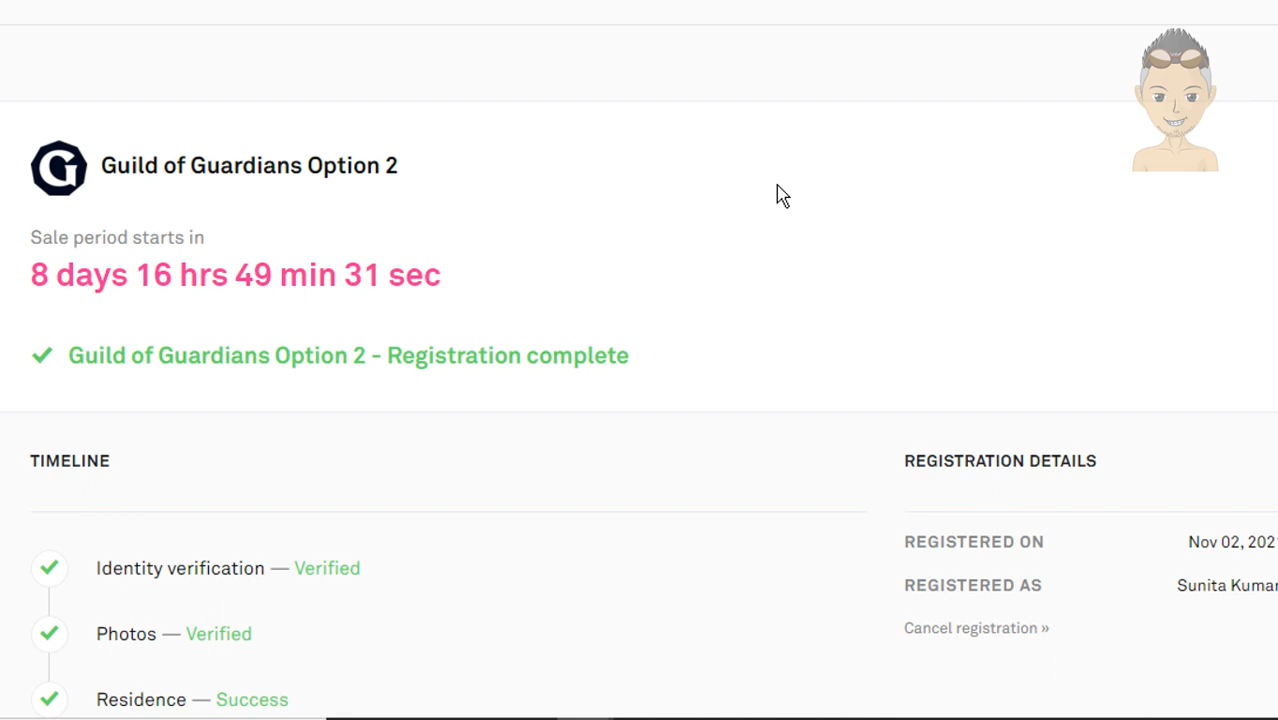 Guild of Guardians Option 2
Sale period starts in
8 days 16 hrs 49 min 31 sec
Guild of Guardians Option 2 - Registration complete
TIMELINE
Identity verification — Verified
Photos — Verified
Residence — Success
REGISTRATION DETAILS
REGISTERED ON Nov 02, 202
REGISTERED AS Sunita Kumar
Cancel registration »